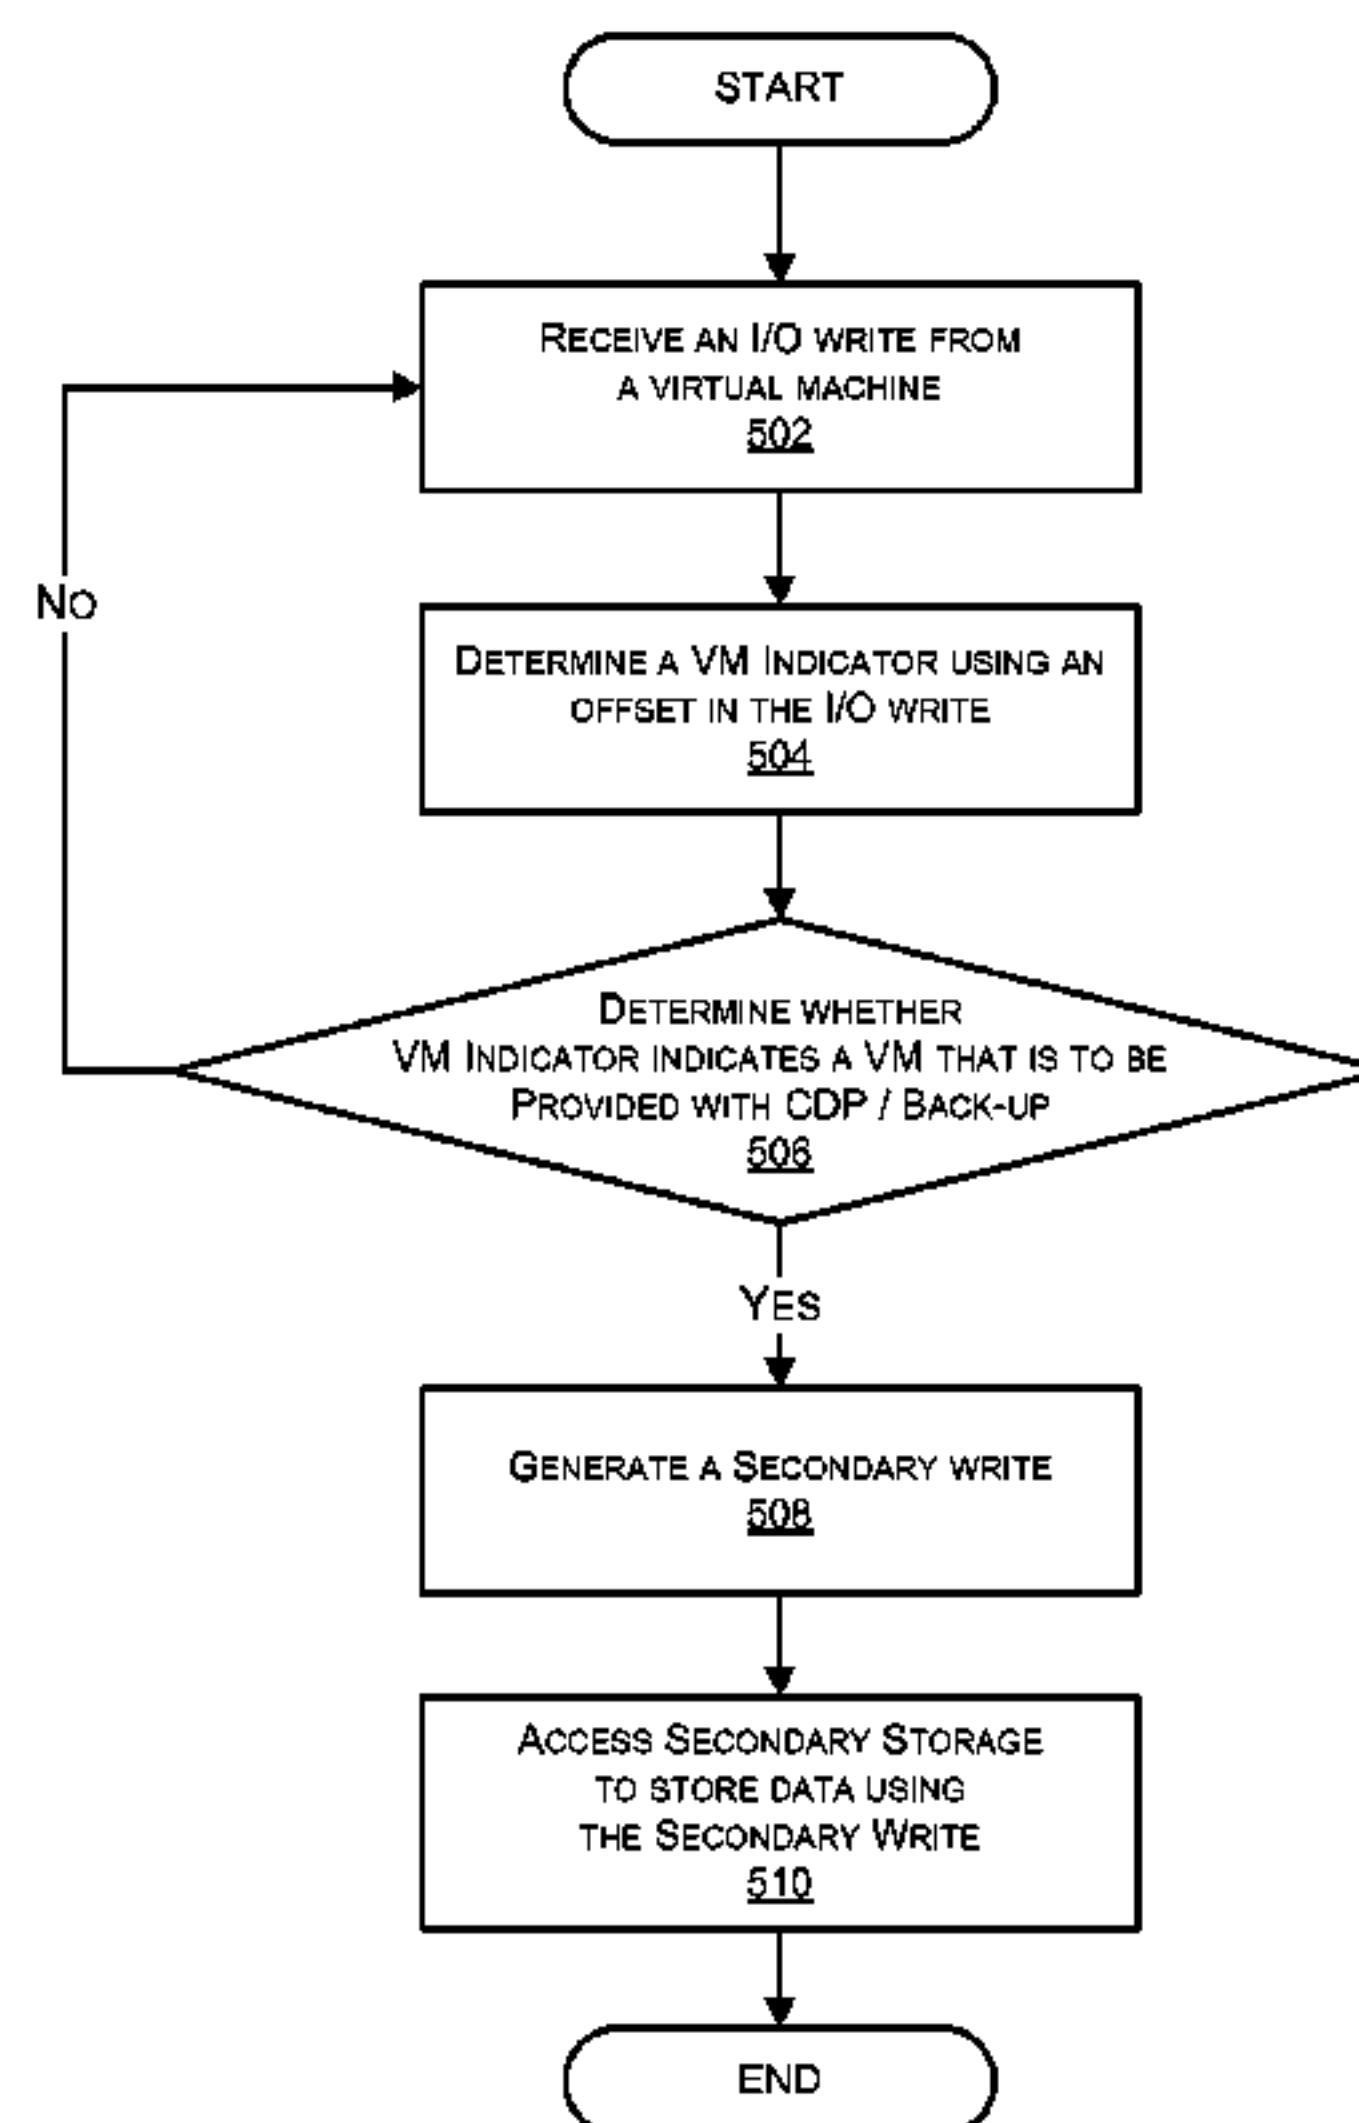 START
RECEIVE AN I/O WRITE FROM
A VIRTUAL MACHINE
502
NO
DETERMINE A VM INDICATOR USING AN
OFFSET IN THE I/O WRITE
504
DETERMINE WHETHER
VM INDICATOR INDICATES A VM THAT IS TO BE
PROVIDED WITH CDP / BACK-UP
506
YES
GENERATE A SECONDARY WRITE
508
ACCESS SECONDARY STORAGE
TO STORE DATA USING
THE SECONDARY WRITE
510
END